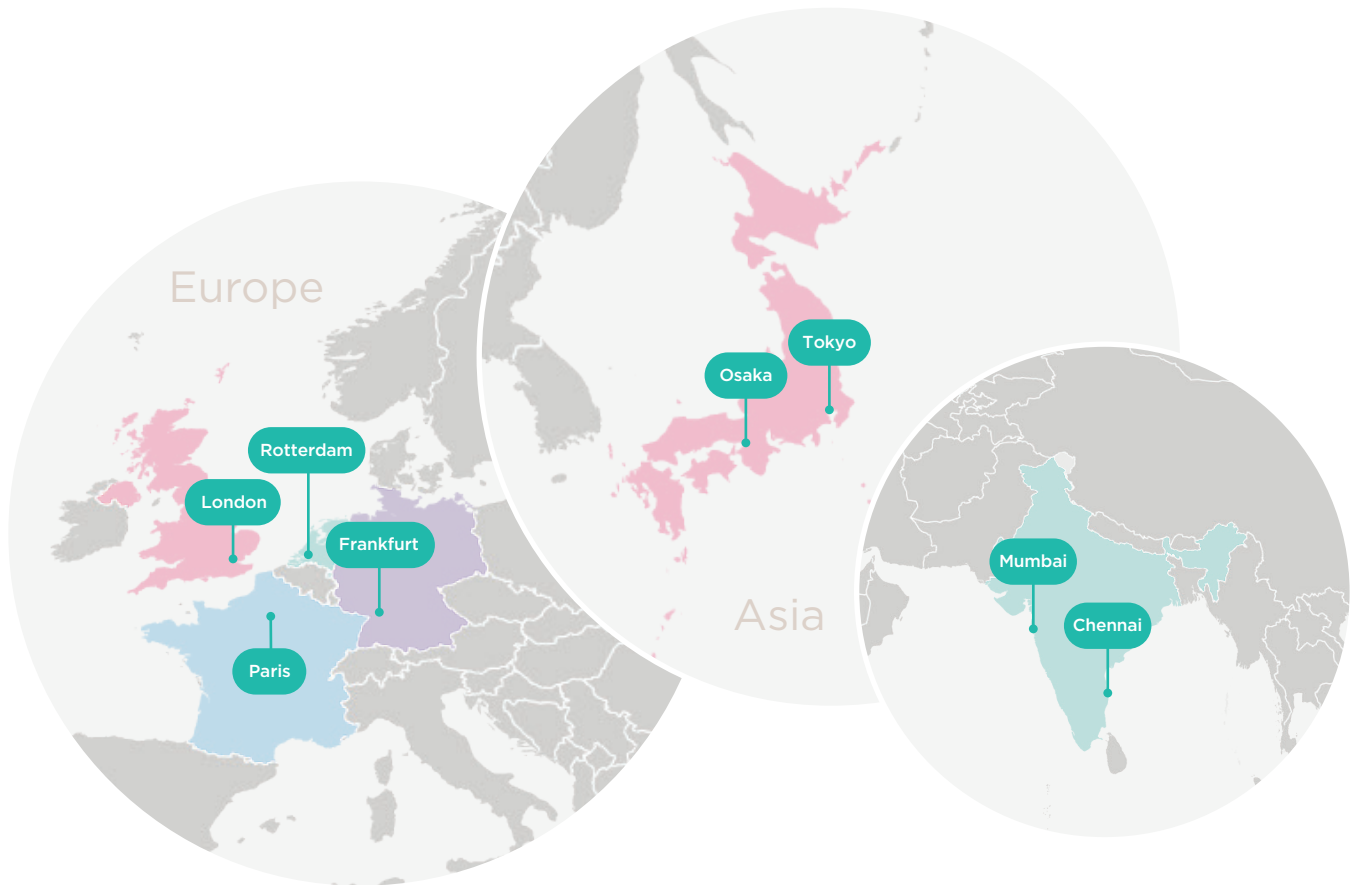 Europe
Rotterdam
London
Frankfurt
Paris
Tokyo
Osaka
Asia
Mumbai
Chennai